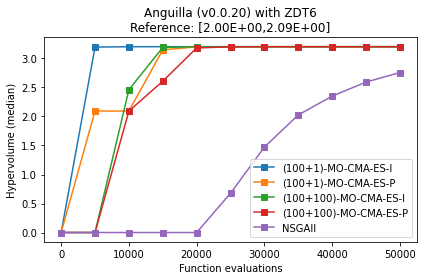 Anguilla (v0.0.20) with ZDT6
Reference: [2.00E+00,2.09E+00]
Hypervolume (median)
3.0
2.5
2.0
1.5
1.0
0.5
0.0
(100+1)-MO-CMA-ES-I
(100+1)-MO-CMA-ES-P
(100+100)-MO-CMA-ES-I
(100+100)-MO-CMA-ES-P
NSGAII
0 10000 20000 30000 40000 50000
Function evaluations